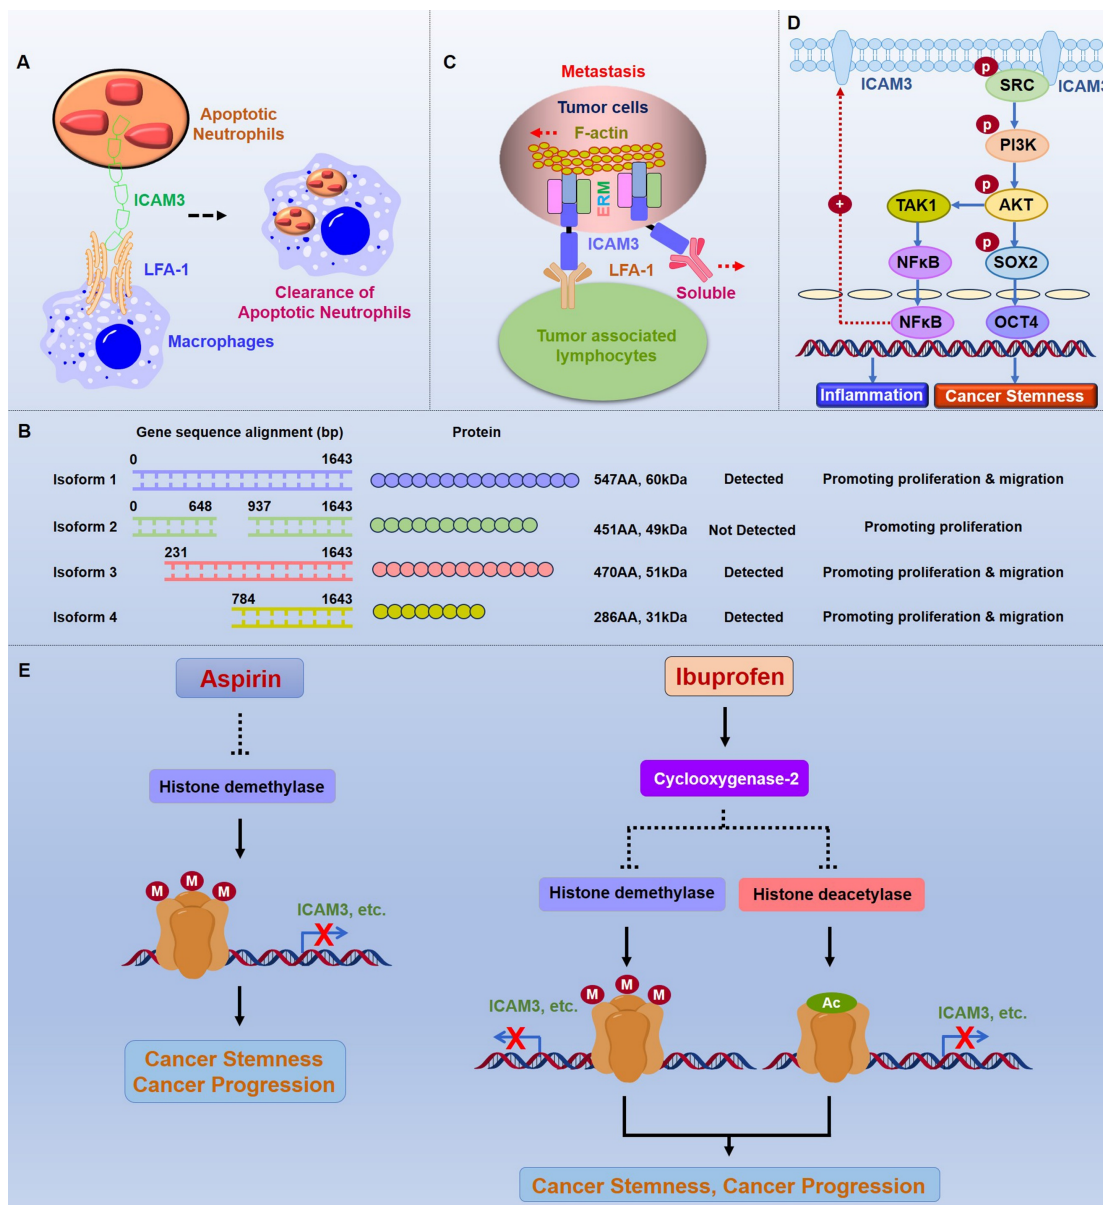 A
Apoptotic
Neutrophils
ICAM3
LFA-1
Macrophages
Clearance of
Apoptotic Neutrophils
C
Metastasis
Tumor cells
F-actin
ERM
ICAM3
LFA-1
Soluble
Tumor associated
lymphocytes
D
ICAM3
p
SRC
ICAM3
p
PI3K
p
TAK1
AKT
+
p
NFκB
SOX2
NFκB
OCT4
Inflammation
Cancer Stemness
B
Gene sequence alignment (bp)
Protein
0 1643
Isoform 1
547AA, 60kDa Detected Promoting proliferation & migration
0 648 937 1643
Isoform 2
451AA, 49kDa Not Detected Promoting proliferation
231 1643
Isoform 3
470AA, 51kDa Detected Promoting proliferation & migration
784 1643
Isoform 4
286AA, 31kDa Detected Promoting proliferation & migration
E
Aspirin
Histone demethylase
M M M
ICAM3, etc.
X
Cancer Stemness
Cancer Progression
Ibuprofen
Cyclooxygenase-2
Histone demethylase
Histone deacetylase
ICAM3, etc.
X
M M M
Ac
ICAM3, etc.
X
Cancer Stemness, Cancer Progression